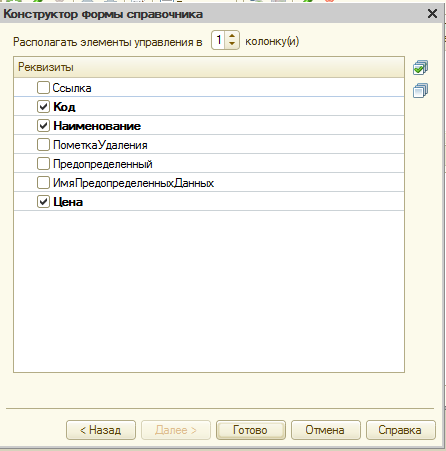 Конструктор формы справочника
Располагать элементы управления в 1 колонку(и)
Реквизиты
Ссылка
Код
Наименование
ПометкаУдаления
Предопределенный
ИмяПредопределенныхДанных
Цена
< Назад Далее > Готово Отмена Справка